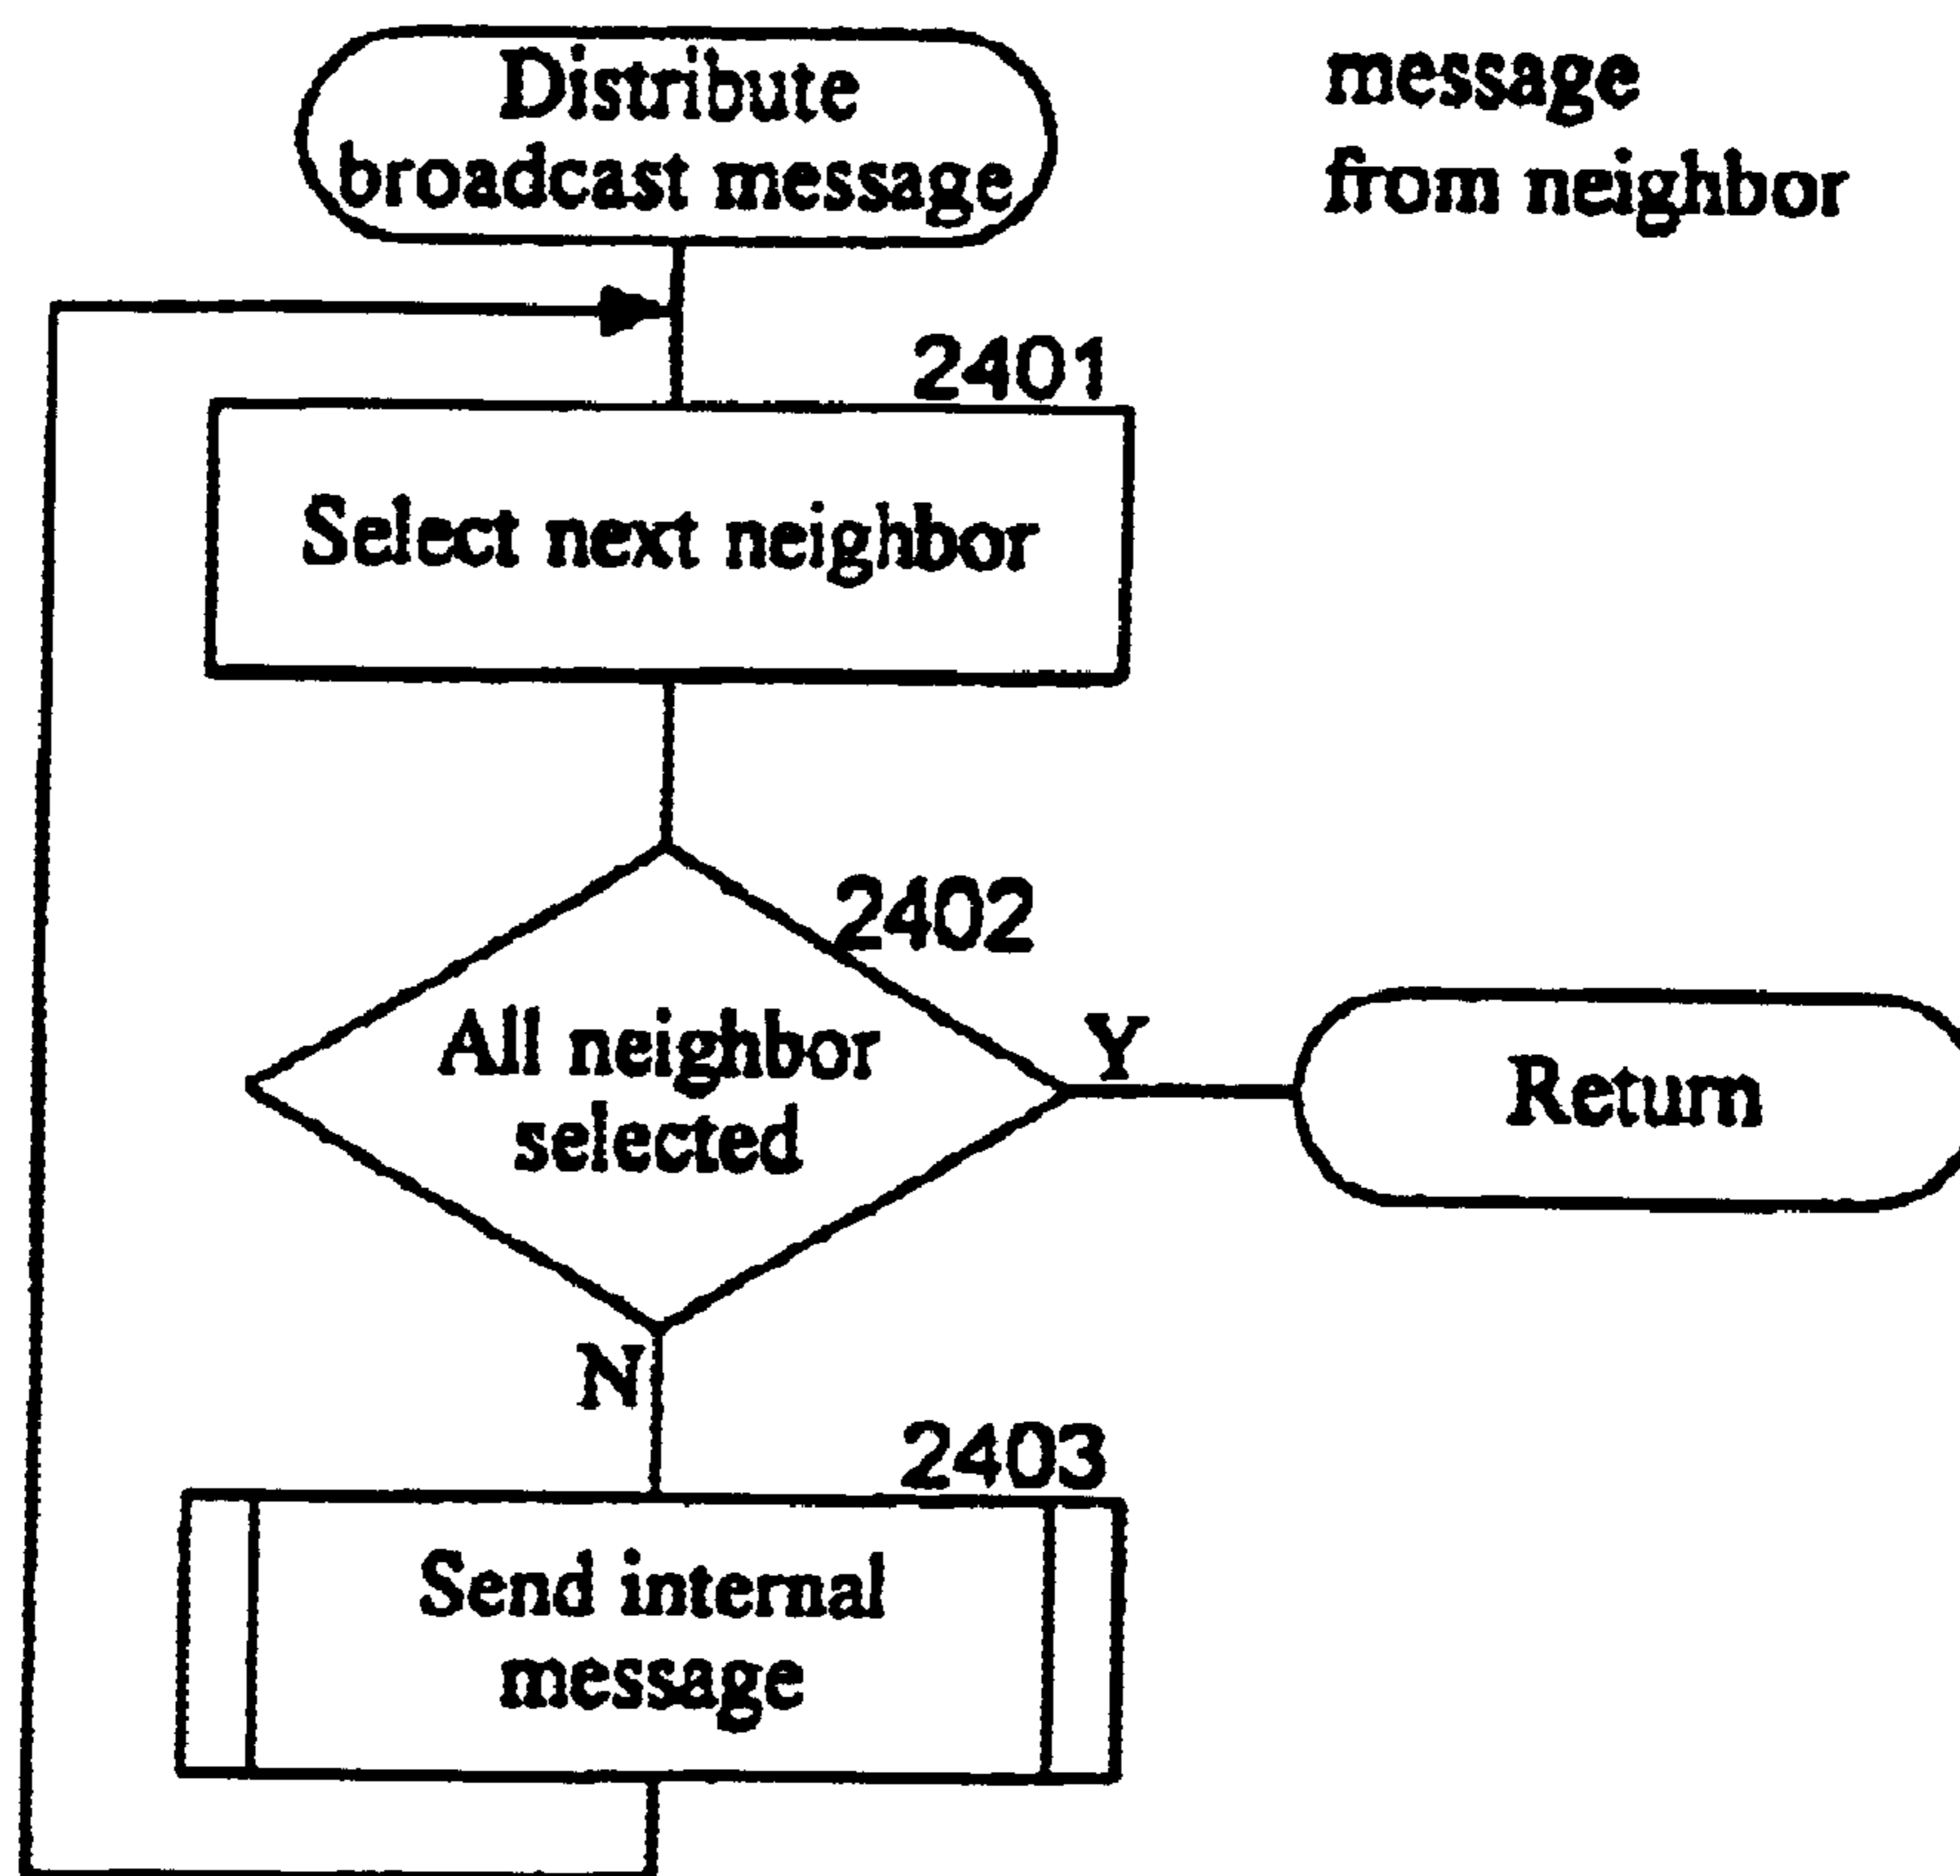 Distribute
broadcast message
message
from neighbor
2401
Select next neighbor
2402
All neighbor
selected
Y
Return
N
2403
Send internal
message